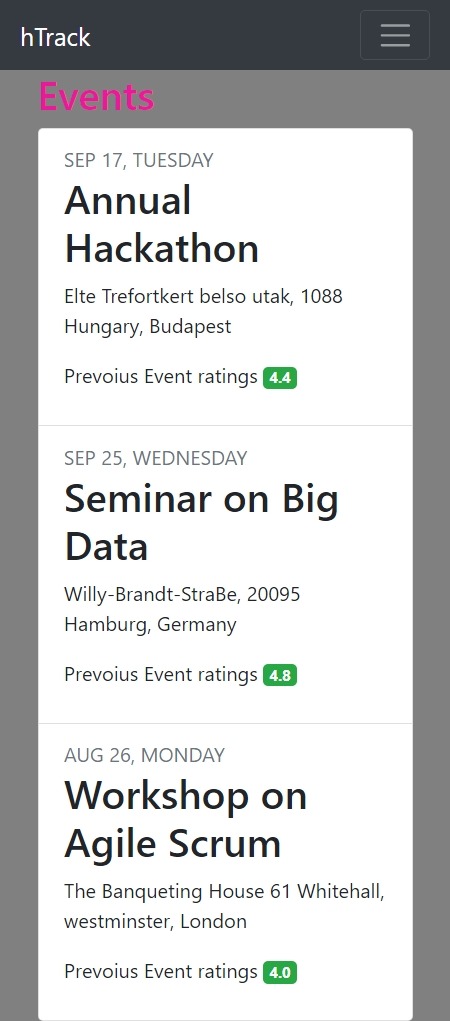 hTrack
Events
SEP 17, TUESDAY
Annual
Hackathon
Elte Trefortkert belso utak, 1088
Hungary, Budapest
Prevoius Event ratings 4.4
SEP 25, WEDNESDAY
Seminar on Big
Data
Willy-Brandt-StraBe, 20095
Hamburg, Germany
Prevoius Event ratings 4.8
AUG 26, MONDAY
Workshop on
Agile Scrum
The Banqueting House 61 Whitehall,
westminster, London
Prevoius Event ratings 4.0